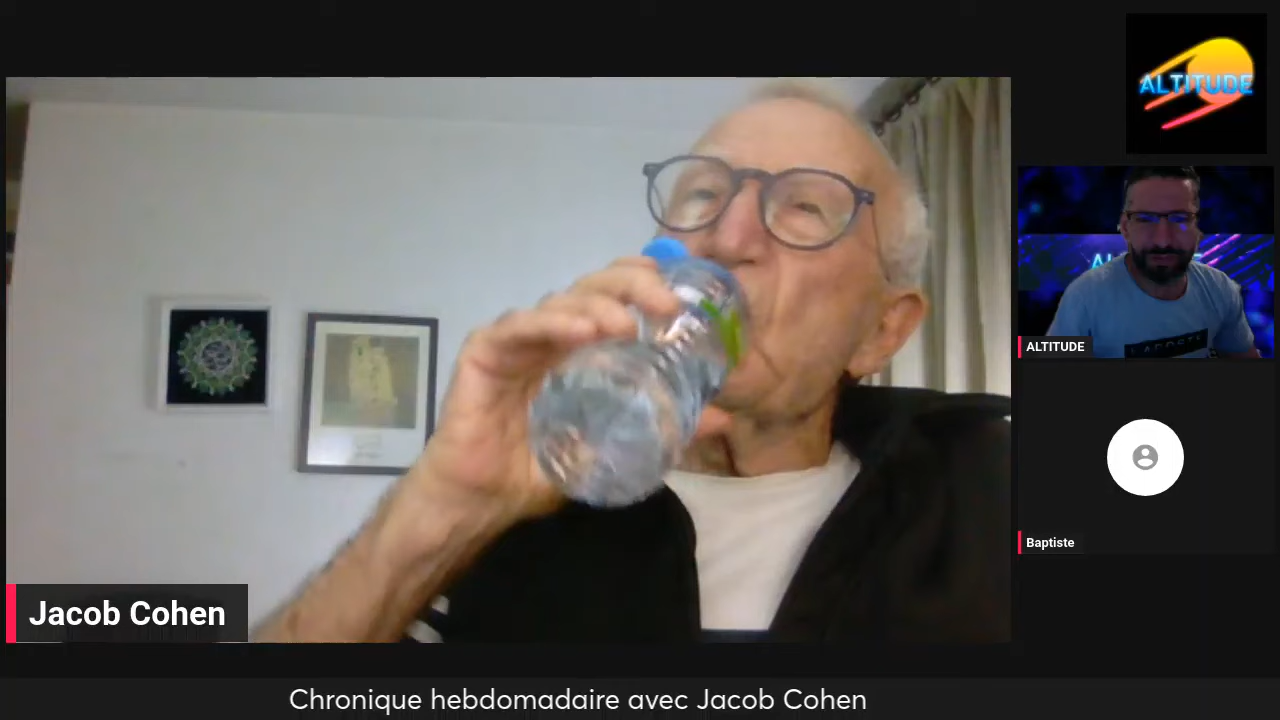 ALTITUDE
ALTITUDE
Baptiste
Jacob Cohen
Chronique hebdomadaire avec Jacob Cohen